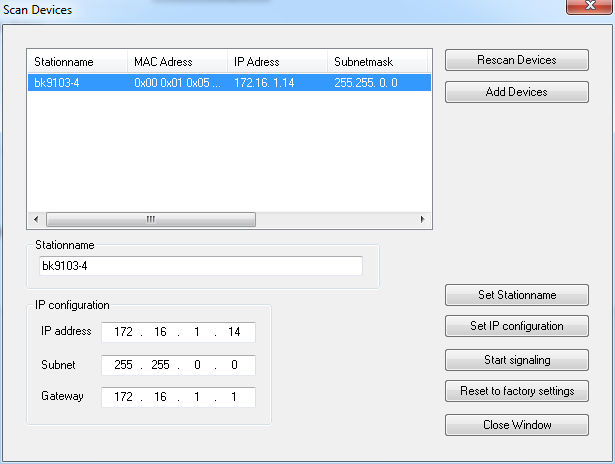 Scan Devices
Stationname MAC Adress IP Adress Subnetmask
bk9103-4 0x00 0x01 0x05 ... 172.16. 1.14 255.255. 0. 0
Rescan Devices
Add Devices
Stationname
bk9103-4
IP configuration
IP address 172 . 16 . 1 . 14
Subnet 255 . 255 . 0 . 0
Gateway 172 . 16 . 1 . 1
Set Stationname
Set IP configuration
Start signaling
Reset to factory settings
Close Window